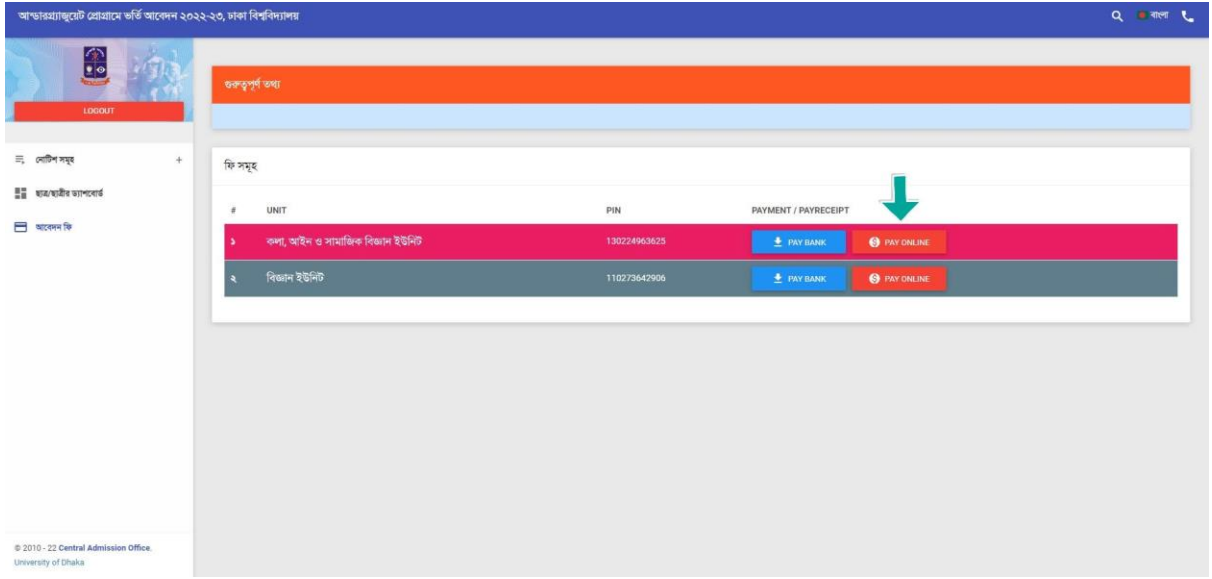 আন্ডারগ্র্যাজুয়েট প্রোগ্রামে ভর্তি আবেদন ২০২২-২৩, ঢাকা বিশ্ববিদ্যালয়
বাংলা
LOGOUT
গুরুত্বপূর্ণ তথ্য
নোটিশ সমূহ +
ছাত্র/ছাত্রীর ড্যাশবোর্ড
আবেদন ফি
ফি সমূহ
# UNIT PIN PAYMENT / PAYRECEIPT
১ কলা, আইন ও সামাজিক বিজ্ঞান ইউনিট 130224963625 PAY BANK PAY ONLINE
২ বিজ্ঞান ইউনিট 110273642906 PAY BANK PAY ONLINE
© 2010 - 22 Central Admission Office.
University of Dhaka